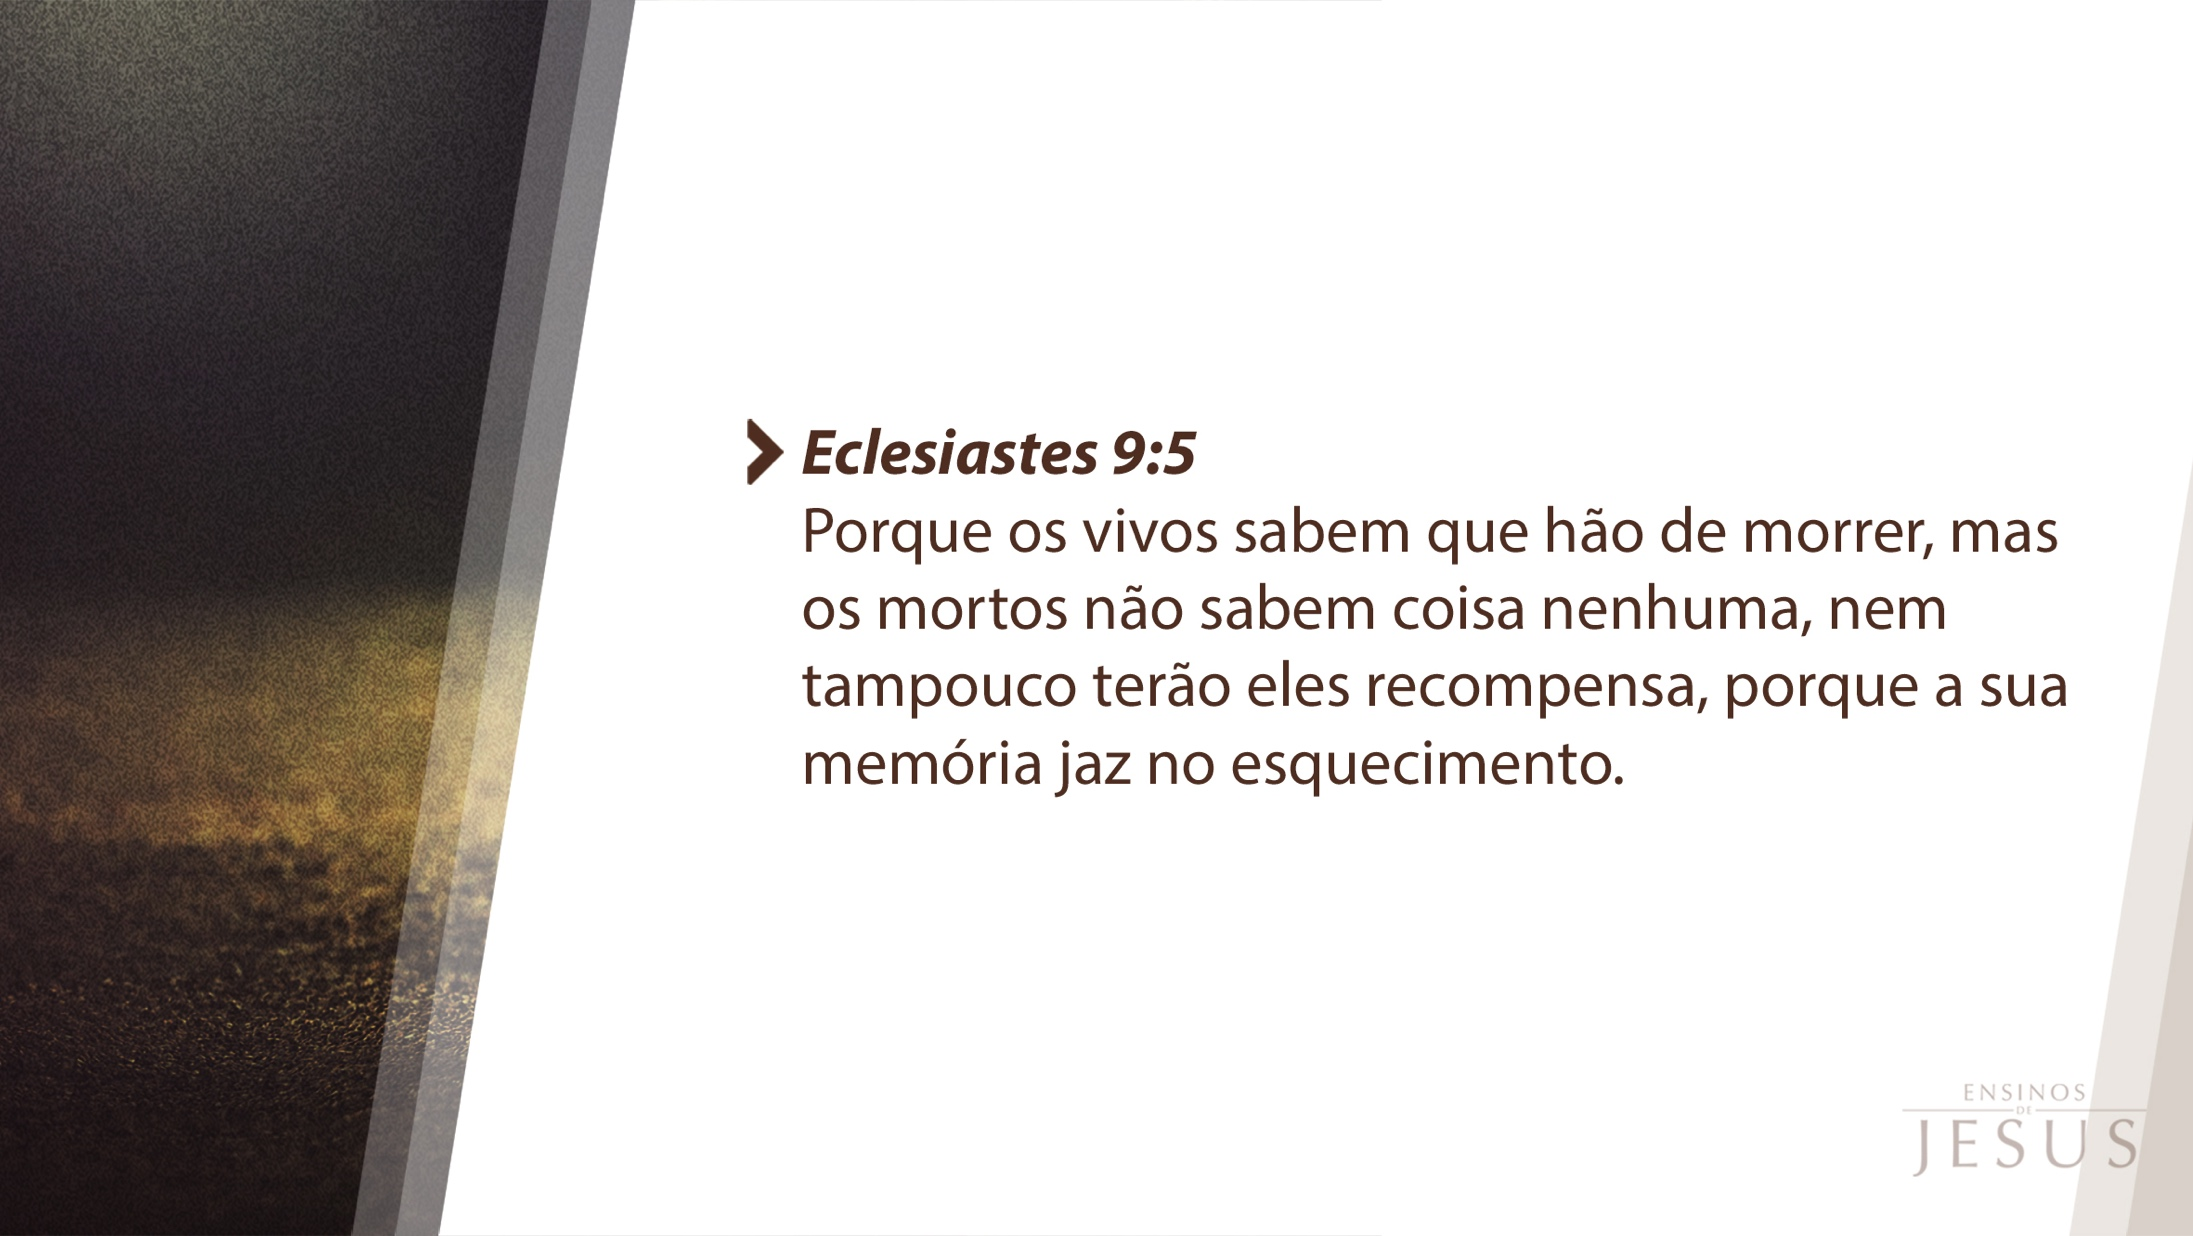 Eclesiastes 9:5
Porque os vivos sabem que hão de morrer, mas
os mortos não sabem coisa nenhuma, nem
tampouco terão eles recompensa, porque a sua
memória jaz no esquecimento.
ENSINOS
DE
JESUS